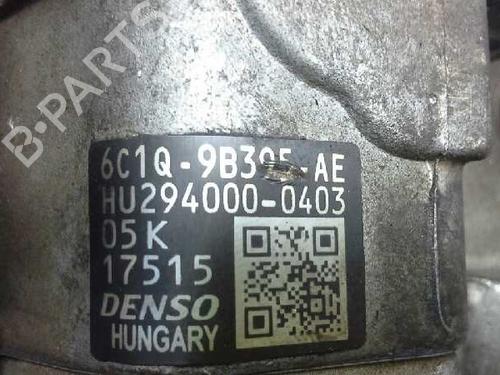 B-PARTS
6C1Q-9B395-AE
HU294000-0403
05K
17515
DENSO
HUNGARY